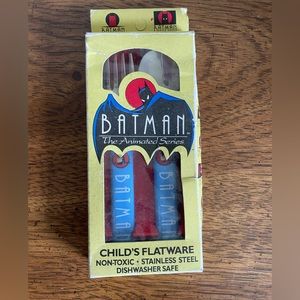 BATMAN
BATMAN
BATMAN
The Animated Series
BATMAN
BATMAN
CHILD'S FLATWARE
NON-TOXIC • STAINLESS STEEL
DISHWASHER SAFE